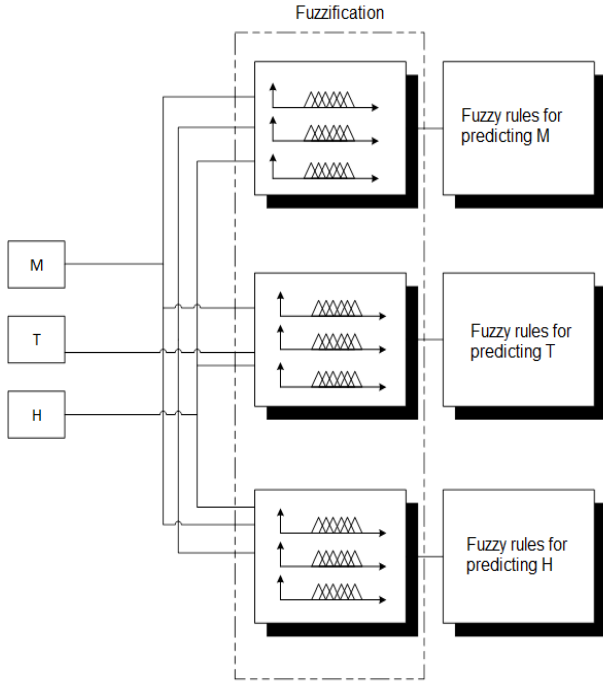 Fuzzification
Fuzzy rules for
predicting M
M
T
H
Fuzzy rules for
predicting T
Fuzzy rules for
predicting H